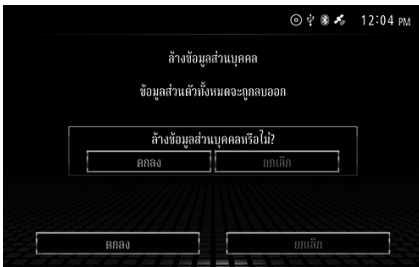 12:04 PM
ล้างข้อมูลส่วนบุคคล
ข้อมูลส่วนตัวทั้งหมดจะถูกลบออก
ล้างข้อมูลส่วนบุคคลหรือไม่?
ตกลง ยกเลิก
ตกลง ยกเลิก